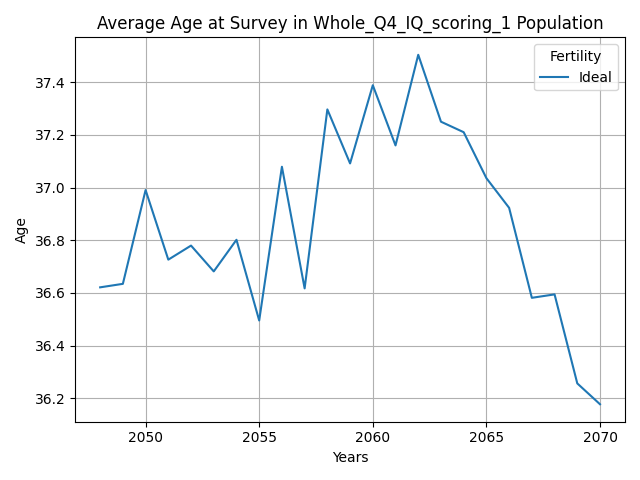 Average Age at Survey in Whole_Q4_IQ_scoring_1 Population
Fertility
Ideal
37.4
37.2
37.0
36.8
36.6
36.4
36.2
Age
2050 2055 2060 2065 2070
Years